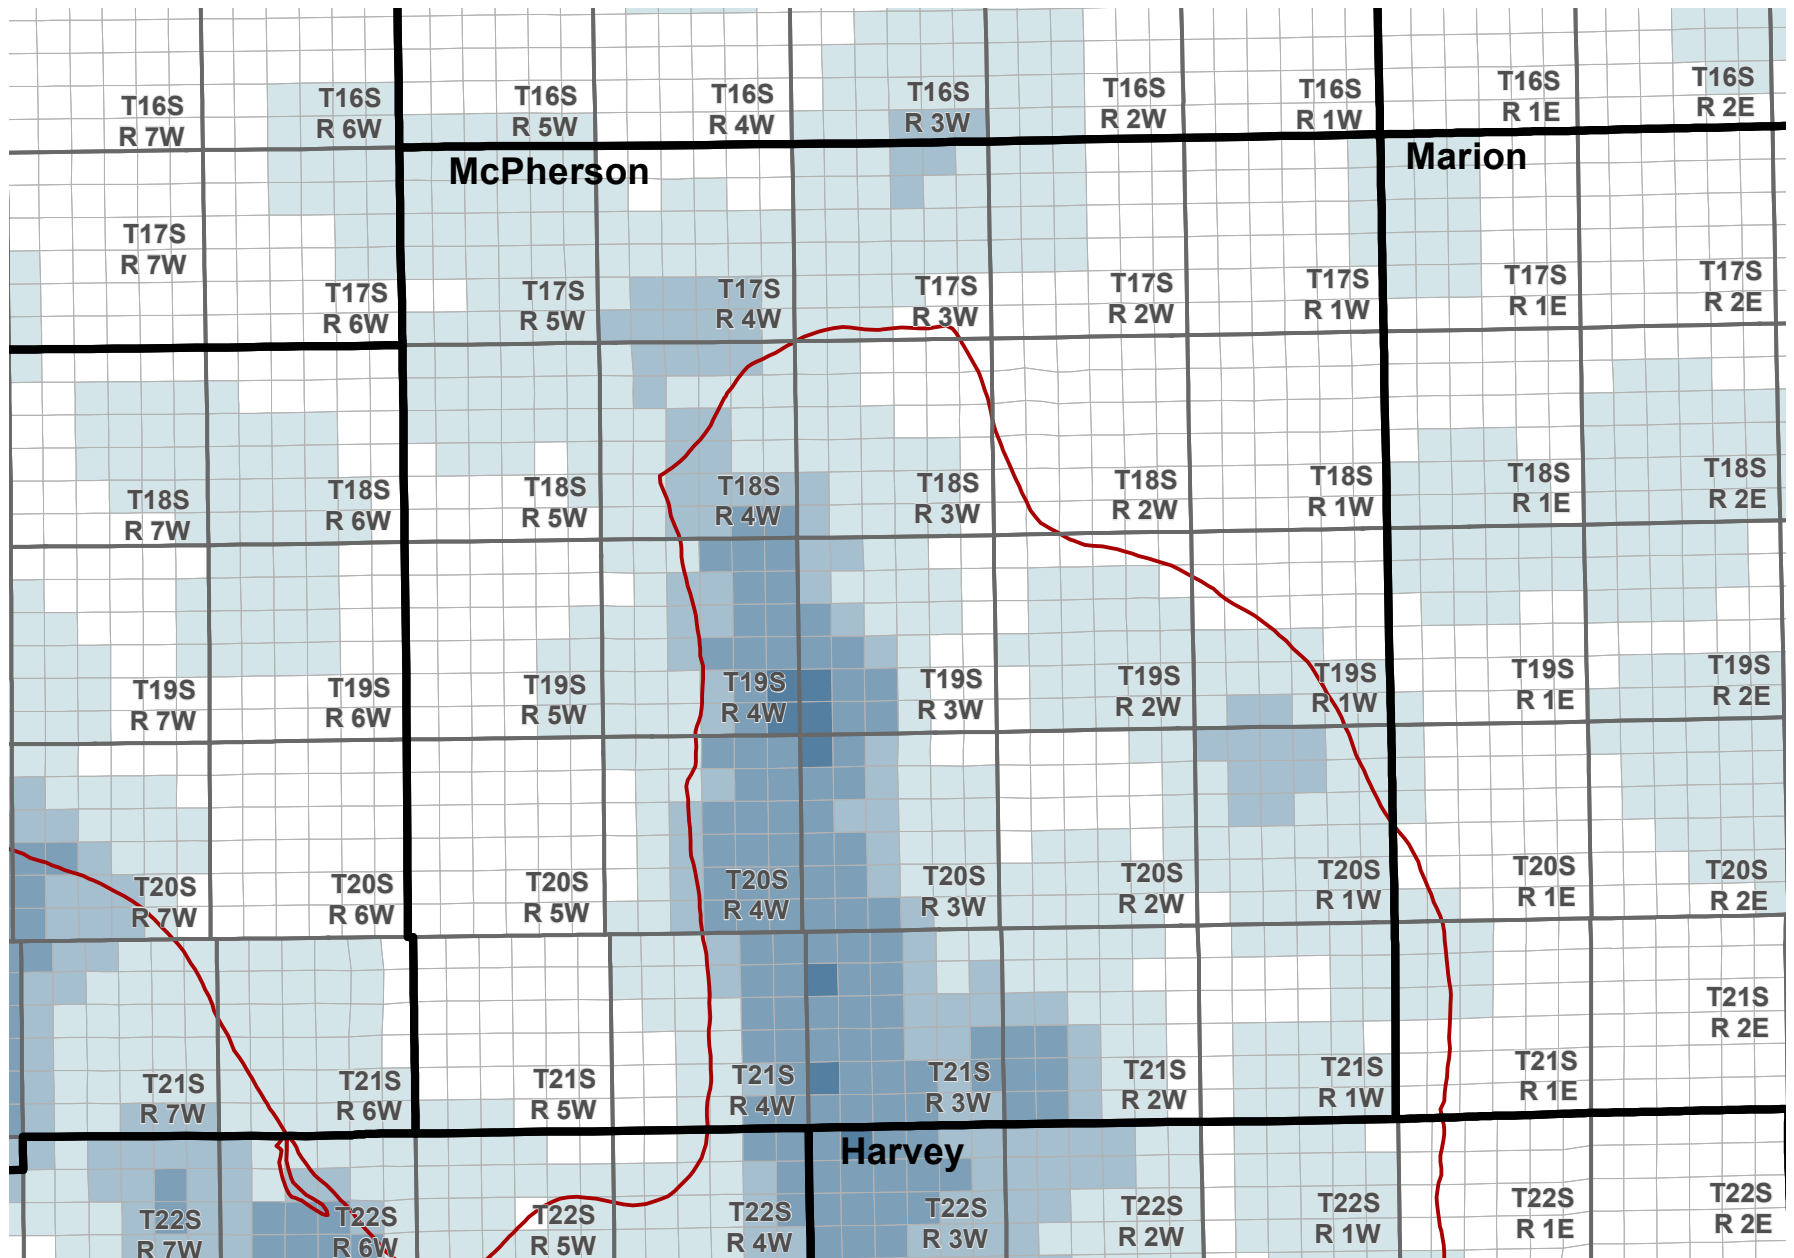 T16S
R 7W
T16S
R 6W
T16S
R 5W
T16S
R 4W
T16S
R 3W
T16S
R 2W
T16S
R 1W
T16S
R 1E
T16S
R 2E
McPherson
Marion
T17S
R 7W
T17S
R 6W
T17S
R 5W
T17S
R 4W
T17S
R 3W
T17S
R 2W
T17S
R 1W
T17S
R 1E
T17S
R 2E
T18S
R 7W
T18S
R 6W
T18S
R 5W
T18S
R 4W
T18S
R 3W
T18S
R 2W
T18S
R 1W
T18S
R 1E
T18S
R 2E
T19S
R 7W
T19S
R 6W
T19S
R 5W
T19S
R 4W
T19S
R 3W
T19S
R 2W
T19S
R 1W
T19S
R 1E
T19S
R 2E
T20S
R 7W
T20S
R 6W
T20S
R 5W
T20S
R 4W
T20S
R 3W
T20S
R 2W
T20S
R 1W
T20S
R 1E
T20S
R 2E
T21S
R 7W
T21S
R 6W
T21S
R 5W
T21S
R 4W
T21S
R 3W
T21S
R 2W
T21S
R 1W
T21S
R 1E
T21S
R 2E
Harvey
T22S
R 7W
T22S
R 6W
T22S
R 5W
T22S
R 4W
T22S
R 3W
T22S
R 2W
T22S
R 1W
T22S
R 1E
T22S
R 2E